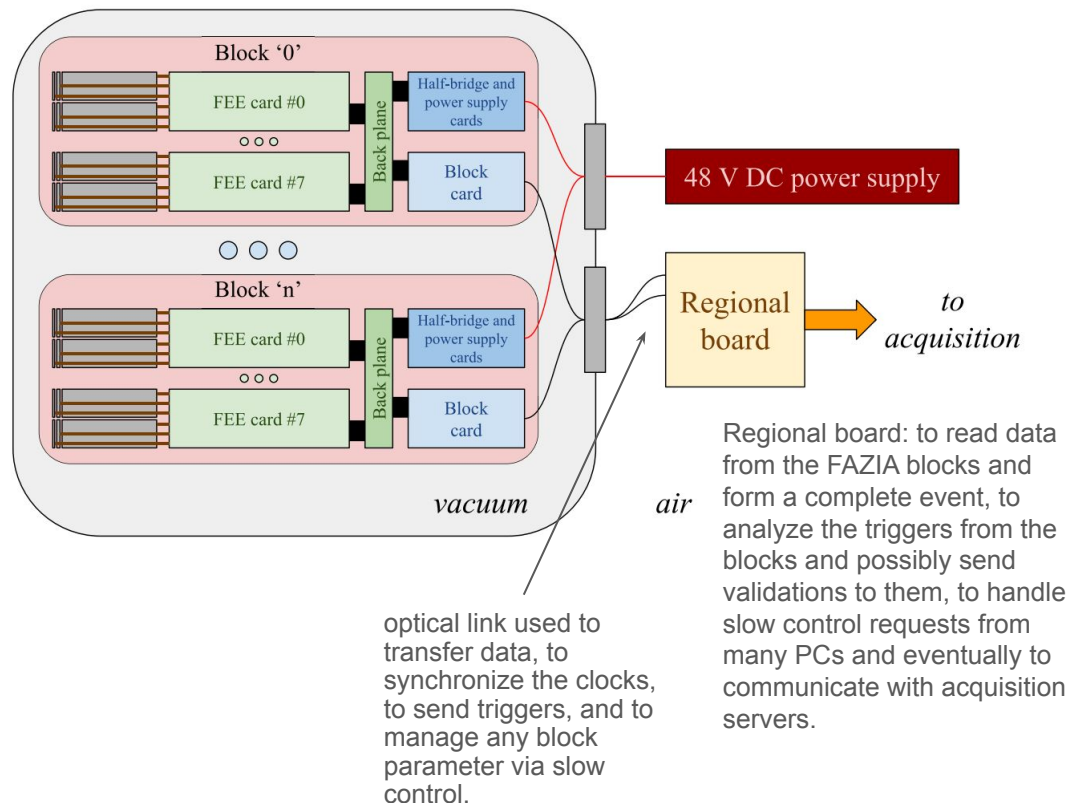 Block ‘0’
FEE card #0
FEE card #7
Back plane
Half-bridge and
power supply
cards
Block
card
48 V DC power supply
Block ‘n’
FEE card #0
FEE card #7
Back plane
Half-bridge and
power supply
cards
Block
card
Regional
board
to
acquisition
vacuum
air
Regional board: to read data
from the FAZIA blocks and
form a complete event, to
analyze the triggers from the
blocks and possibly send
validations to them, to handle
slow control requests from
many PCs and eventually to
communicate with acquisition
servers.
optical link used to
transfer data, to
synchronize the clocks,
to send triggers, and to
manage any block
parameter via slow
control.